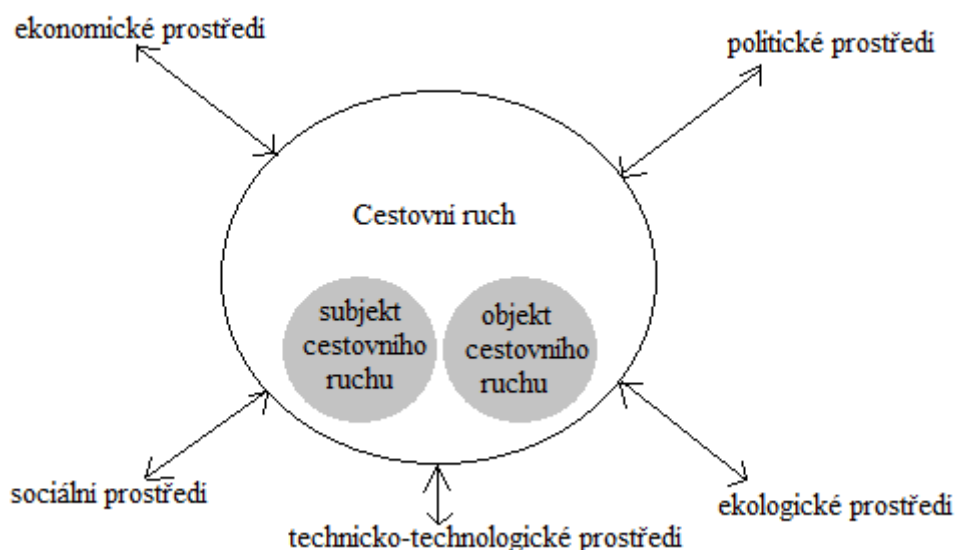 ekonomické prostředí
politické prostředí
Cestovní ruch
subjekt
cestovního
ruchu
objekt
cestovního
ruchu
sociální prostředí
ekologické prostředí
technicko-technologické prostředí